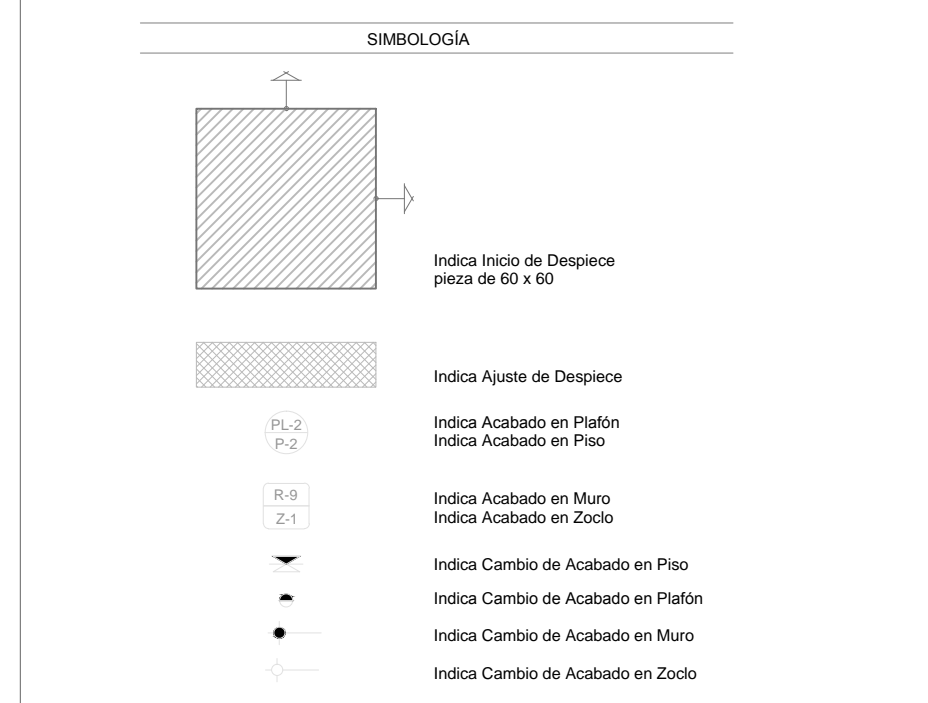 SIMBOLOGÍA
Indica Inicio de Despiece
pieza de 60 x 60
Indica Ajuste de Despiece
PL-2
P-2
Indica Acabado en Plafón
Indica Acabado en Piso
R-9
Z-1
Indica Acabado en Muro
Indica Acabado en Zoclo
Indica Cambio de Acabado en Piso
Indica Cambio de Acabado en Plafón
Indica Cambio de Acabado en Muro
Indica Cambio de Acabado en Zoclo